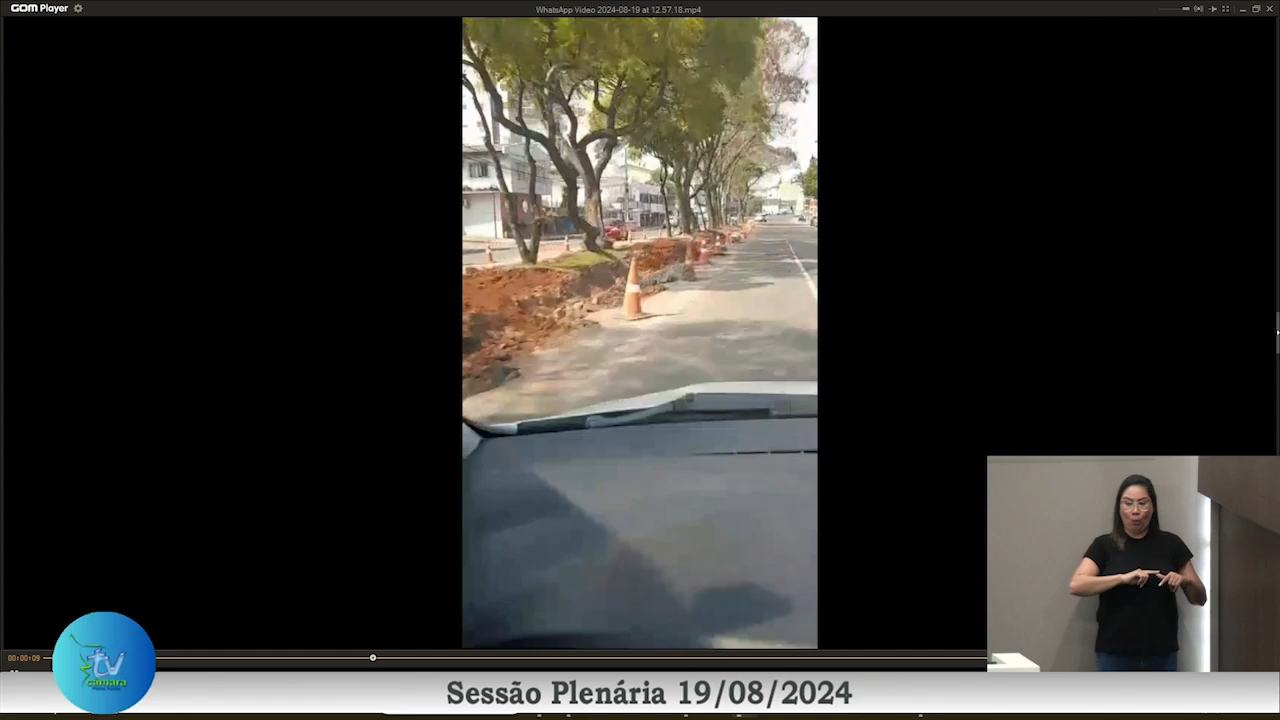 GOM Player
WhatsApp Video 2024-08-19 at 12.57.18.mp4
00:00:09
tv
câmara
Sessão Plenária 19/08/2024